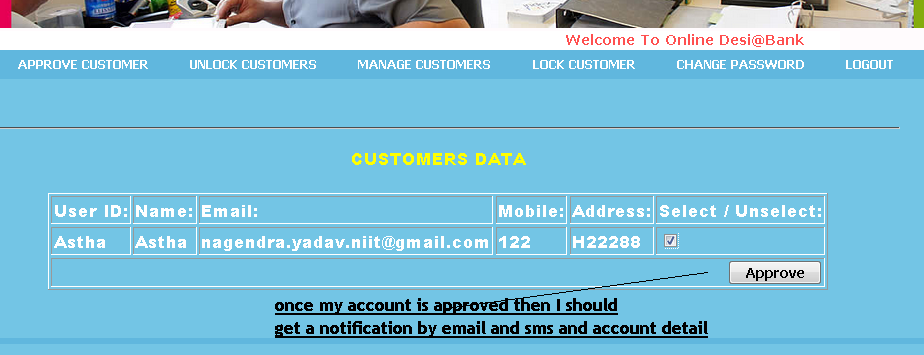 Welcome To Online Desi@Bank
APPROVE CUSTOMER UNLOCK CUSTOMERS MANAGE CUSTOMERS LOCK CUSTOMER CHANGE PASSWORD LOGOUT
CUSTOMERS DATA
User ID: Name: Email: Mobile: Address: Select / Unselect:
Astha Astha nagendra.yadav.niit@gmail.com 122 H22288
Approve
once my account is approved then I should
get a notification by email and sms and account detail